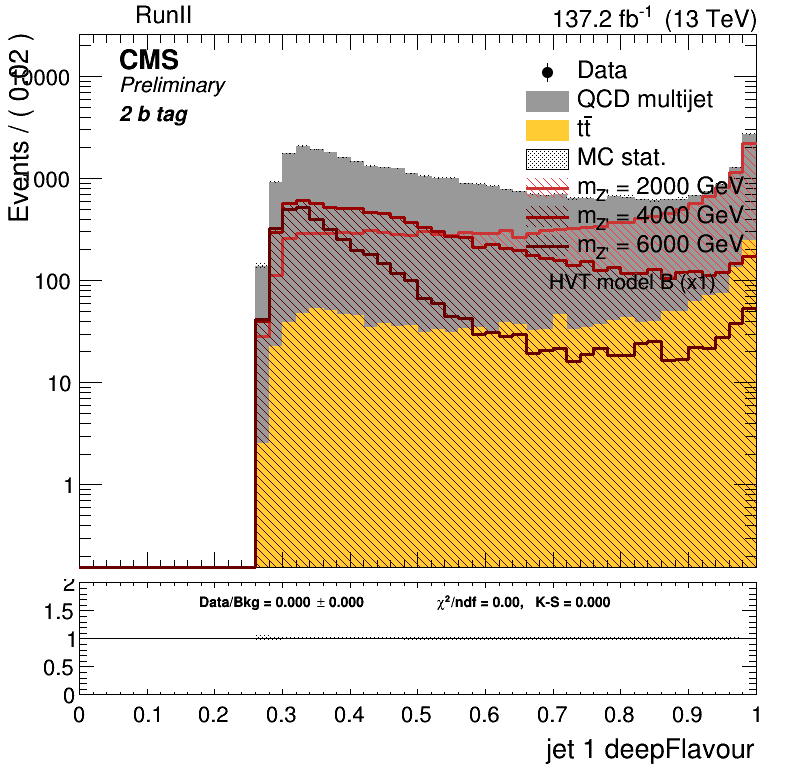 RunII 137.2 fb⁻¹ (13 TeV)
CMS
Preliminary
2 b tag
Data
QCD multijet
tt̄
MC stat.
m_Z' = 2000 GeV
m_Z' = 4000 GeV
m_Z' = 6000 GeV
HVT model B (x1)
Events / ( 0.02 )
10000
1000
100
10
1
Data/Bkg = 0.000 ± 0.000 χ²/ndf = 0.00, K-S = 0.000
2
1.5
1
0.5
0
0 0.1 0.2 0.3 0.4 0.5 0.6 0.7 0.8 0.9 1
jet 1 deepFlavour